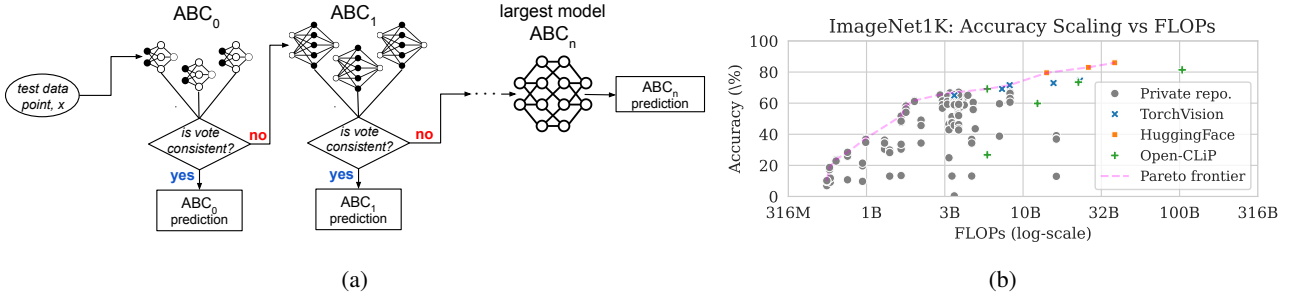 ABC0
ABC1
largest model
ABCn
test data
point, x
is vote
consistent?
no
yes
ABC0
prediction
is vote
consistent?
no
yes
ABC1
prediction
ABCn
prediction
(a)
ImageNet1K: Accuracy Scaling vs FLOPs
Accuracy (\%)
100
80
60
40
20
0
Private repo.
TorchVision
HuggingFace
Open-CLiP
Pareto frontier
316M 1B 3B 10B 32B 100B 316B
FLOPs (log-scale)
(b)